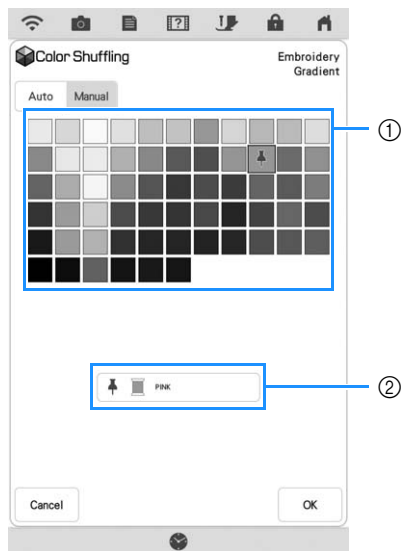 ?
Color Shuffling
Embroidery
Gradient
Auto Manual
①
PINK
②
Cancel OK